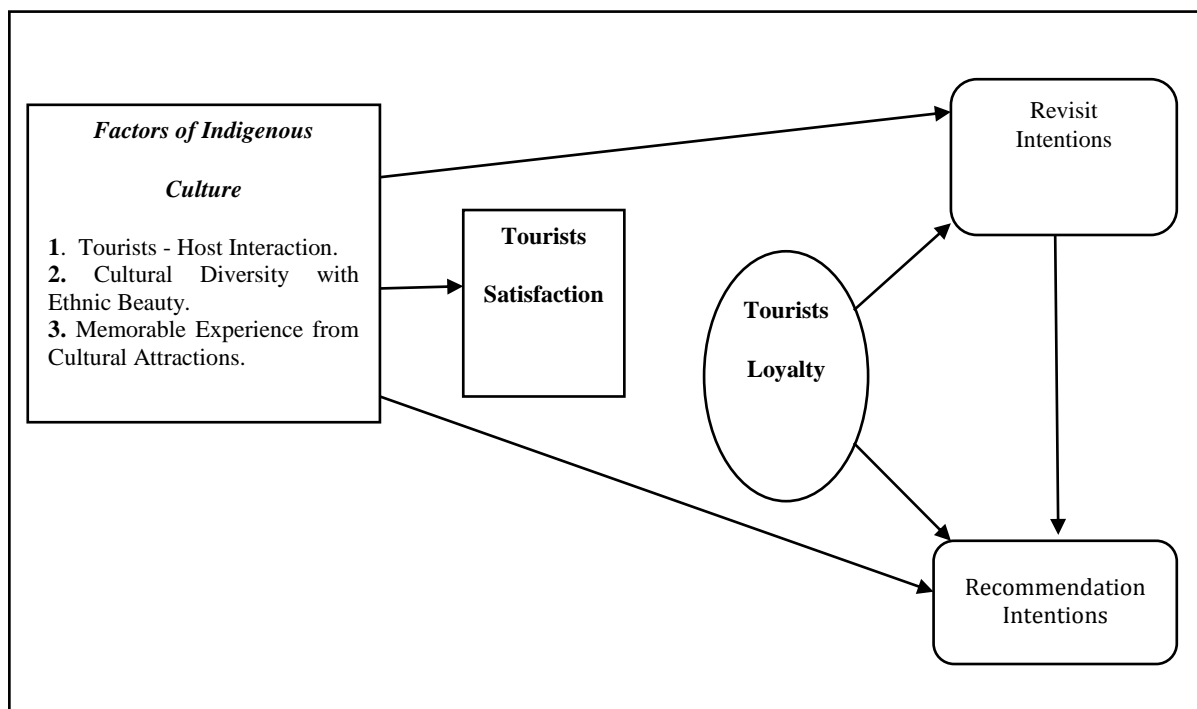 Factors of Indigenous
Culture
1. Tourists - Host Interaction.
2. Cultural Diversity with
Ethnic Beauty.
3. Memorable Experience from
Cultural Attractions.
Tourists
Satisfaction
Tourists
Loyalty
Revisit
Intentions
Recommendation
Intentions